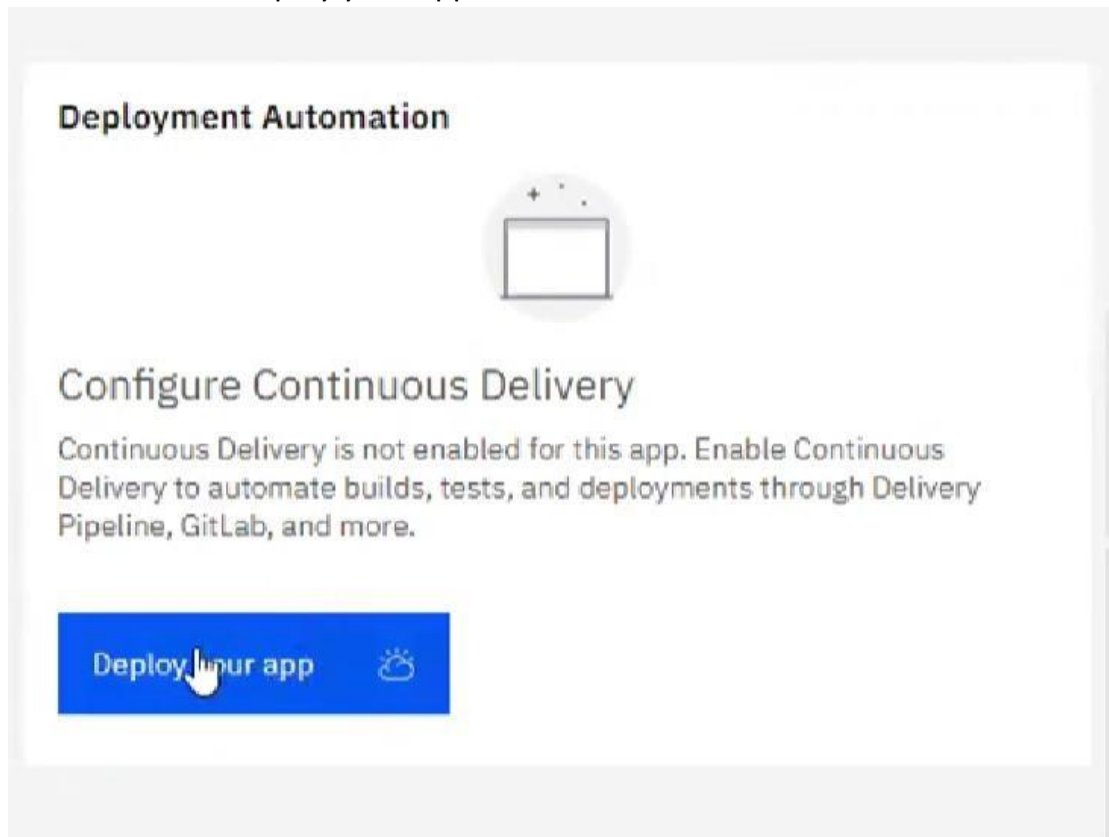 Deployment Automation
Configure Continuous Delivery
Continuous Delivery is not enabled for this app. Enable Continuous
Delivery to automate builds, tests, and deployments through Delivery
Pipeline, GitLab, and more.
Deploy your app